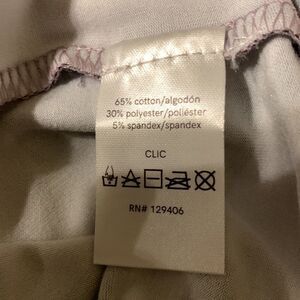 65% cotton/algodón
30% polyester/poliéster
5% spandex/spandex
CLIC
RN# 129406